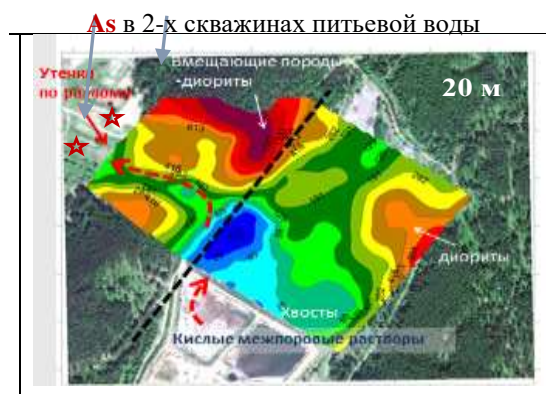 As в 2-х скважинах питьевой воды
Утечки
по разлому
Вмещающие породы
-диориты
20 м
диориты
Хвосты
Кислые межпоровые растворы